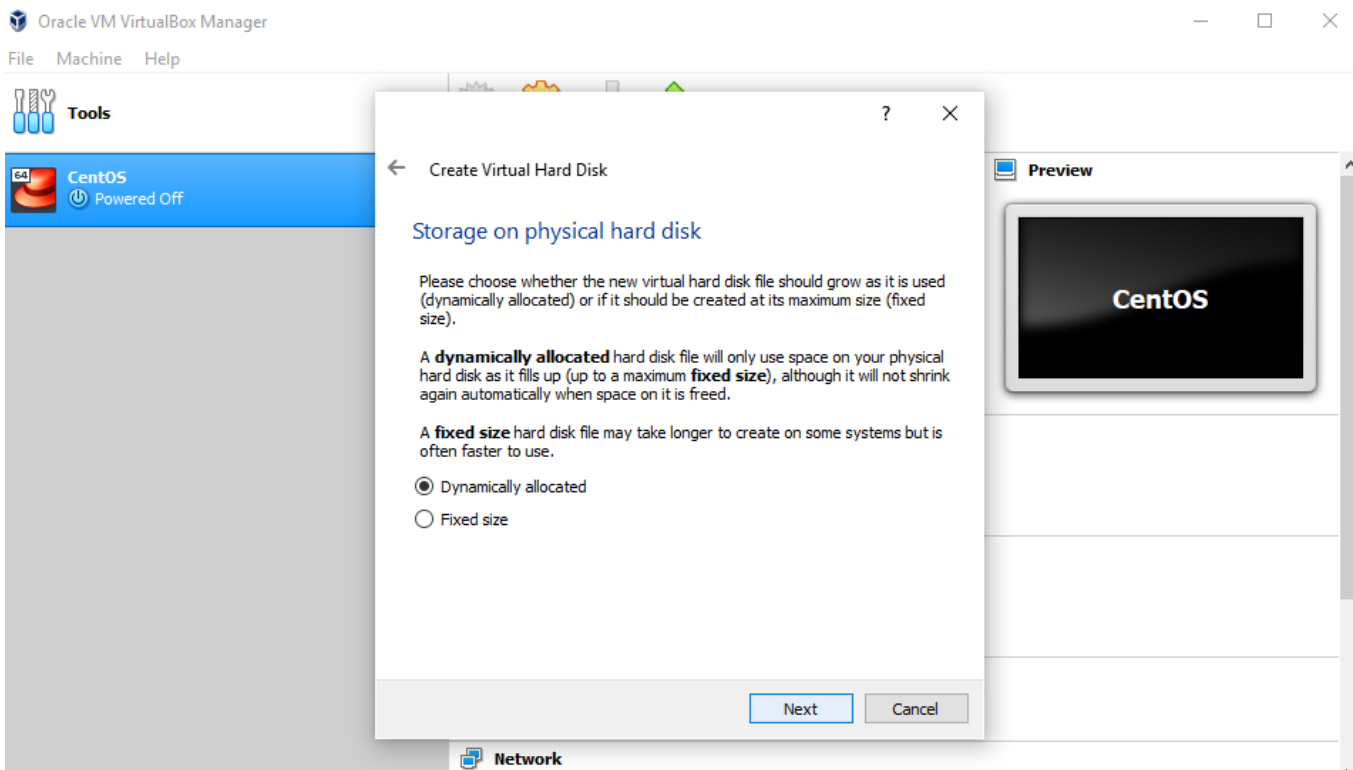 Oracle VM VirtualBox Manager
File Machine Help
Tools
64
CentOS
Powered Off
?
Create Virtual Hard Disk
Storage on physical hard disk
Please choose whether the new virtual hard disk file should grow as it is used
(dynamically allocated) or if it should be created at its maximum size (fixed
size).
A dynamically allocated hard disk file will only use space on your physical
hard disk as it fills up (up to a maximum fixed size), although it will not shrink
again automatically when space on it is freed.
A fixed size hard disk file may take longer to create on some systems but is
often faster to use.
Dynamically allocated
Fixed size
Next Cancel
Preview
CentOS
Network